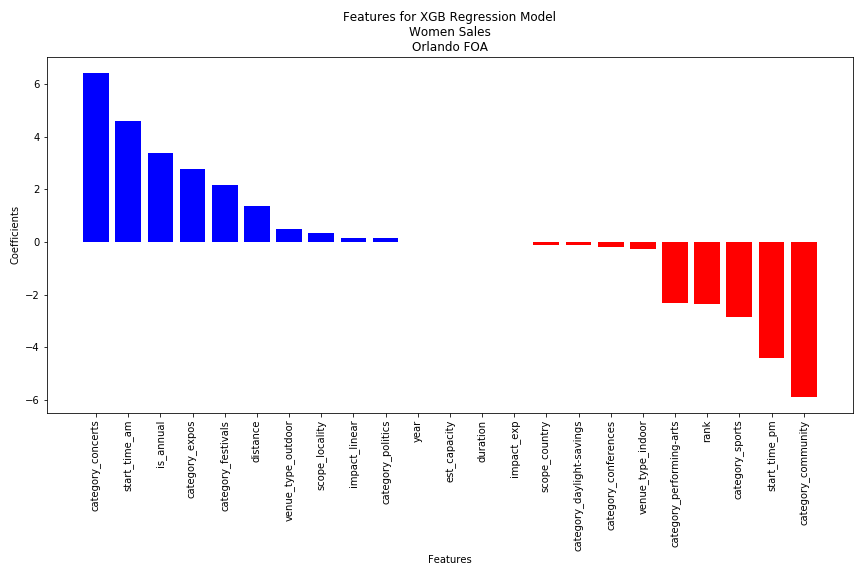 Features for XGB Regression Model
Women Sales
Orlando FOA
Coefficients
6
4
2
0
−2
−4
−6
category_concerts
start_time_am
is_annual
category_expos
category_festivals
distance
venue_type_outdoor
scope_locality
impact_linear
category_politics
year
est_capacity
duration
impact_exp
scope_country
category_daylight-savings
category_conferences
venue_type_indoor
category_performing-arts
rank
category_sports
start_time_pm
category_community
Features